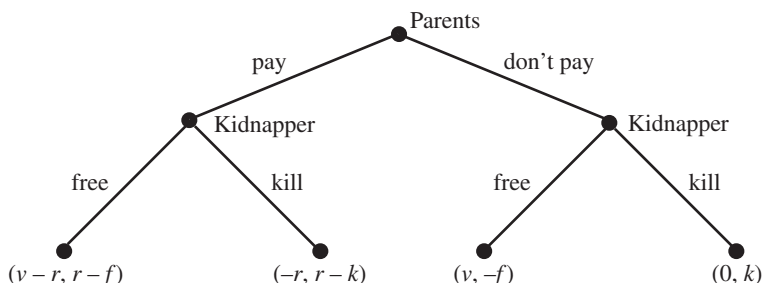 Parents
pay
don't pay
Kidnapper
Kidnapper
free
kill
free
kill
(v – r, r – f)
(–r, r – k)
(v, –f)
(0, k)